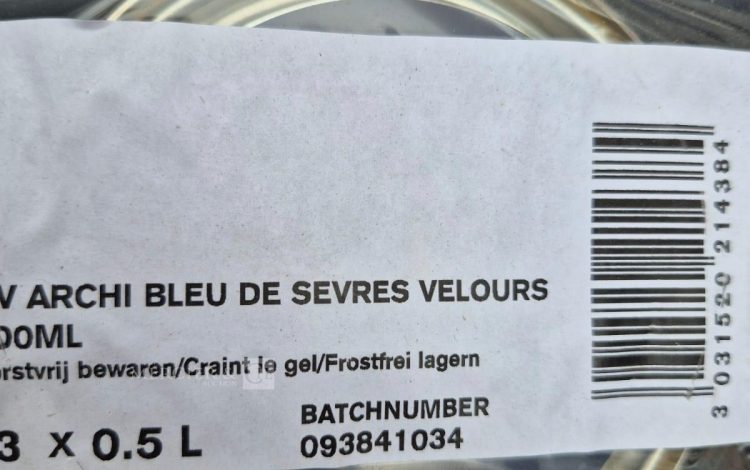 V ARCHI BLEU DE SEVRES VELOURS
00ML
orstvrij bewaren/Craint le gel/Frostfrei lagern
BATCHNUMBER
3 x 0.5 L
093841034
3 031520 214384